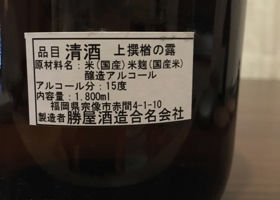 品目 清酒 上撰楢の露
原材料名:米(国産)米麹(国産米)
醸造アルコール
アルコール分:15度
内容量:1,800ml
福岡県宗像市赤間4-1-10
製造者 勝屋酒造合名会社